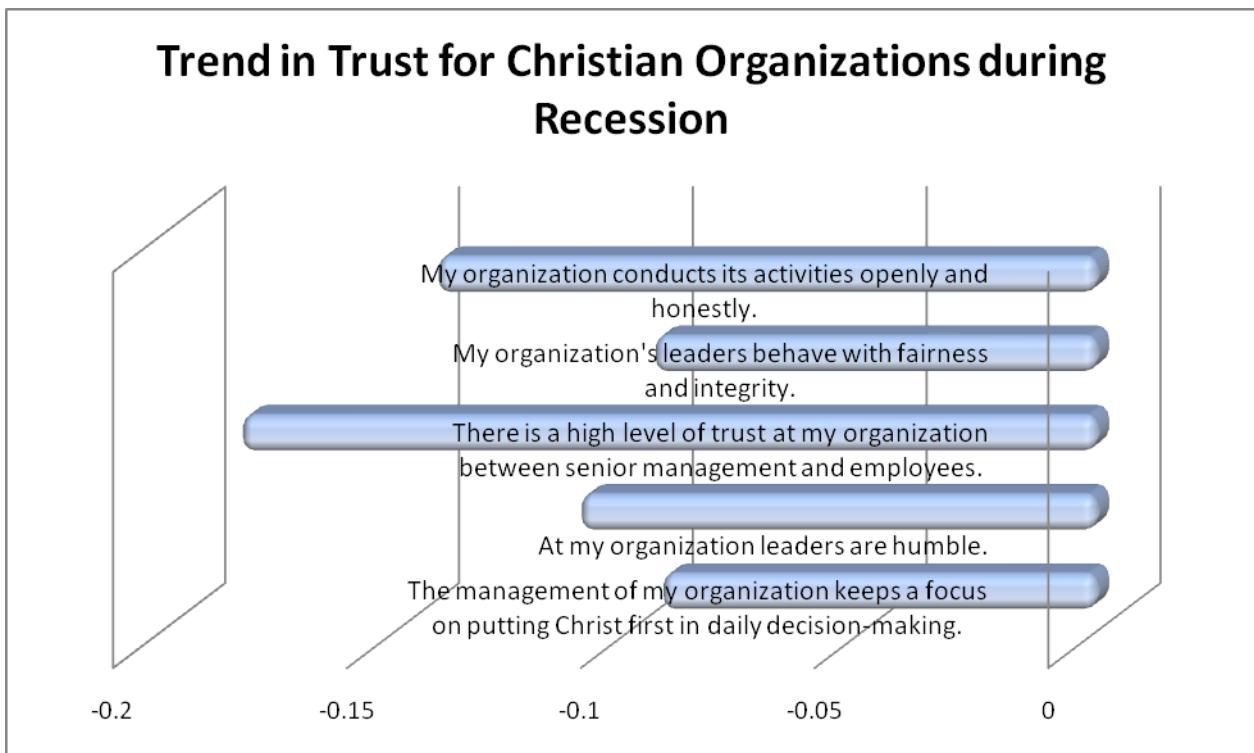 Trend in Trust for Christian Organizations during
Recession
My organization conducts its activities openly and
honestly.
My organization's leaders behave with fairness
and integrity.
There is a high level of trust at my organization
between senior management and employees.
At my organization leaders are humble.
The management of my organization keeps a focus
on putting Christ first in daily decision-making.
-0.2 -0.15 -0.1 -0.05 0